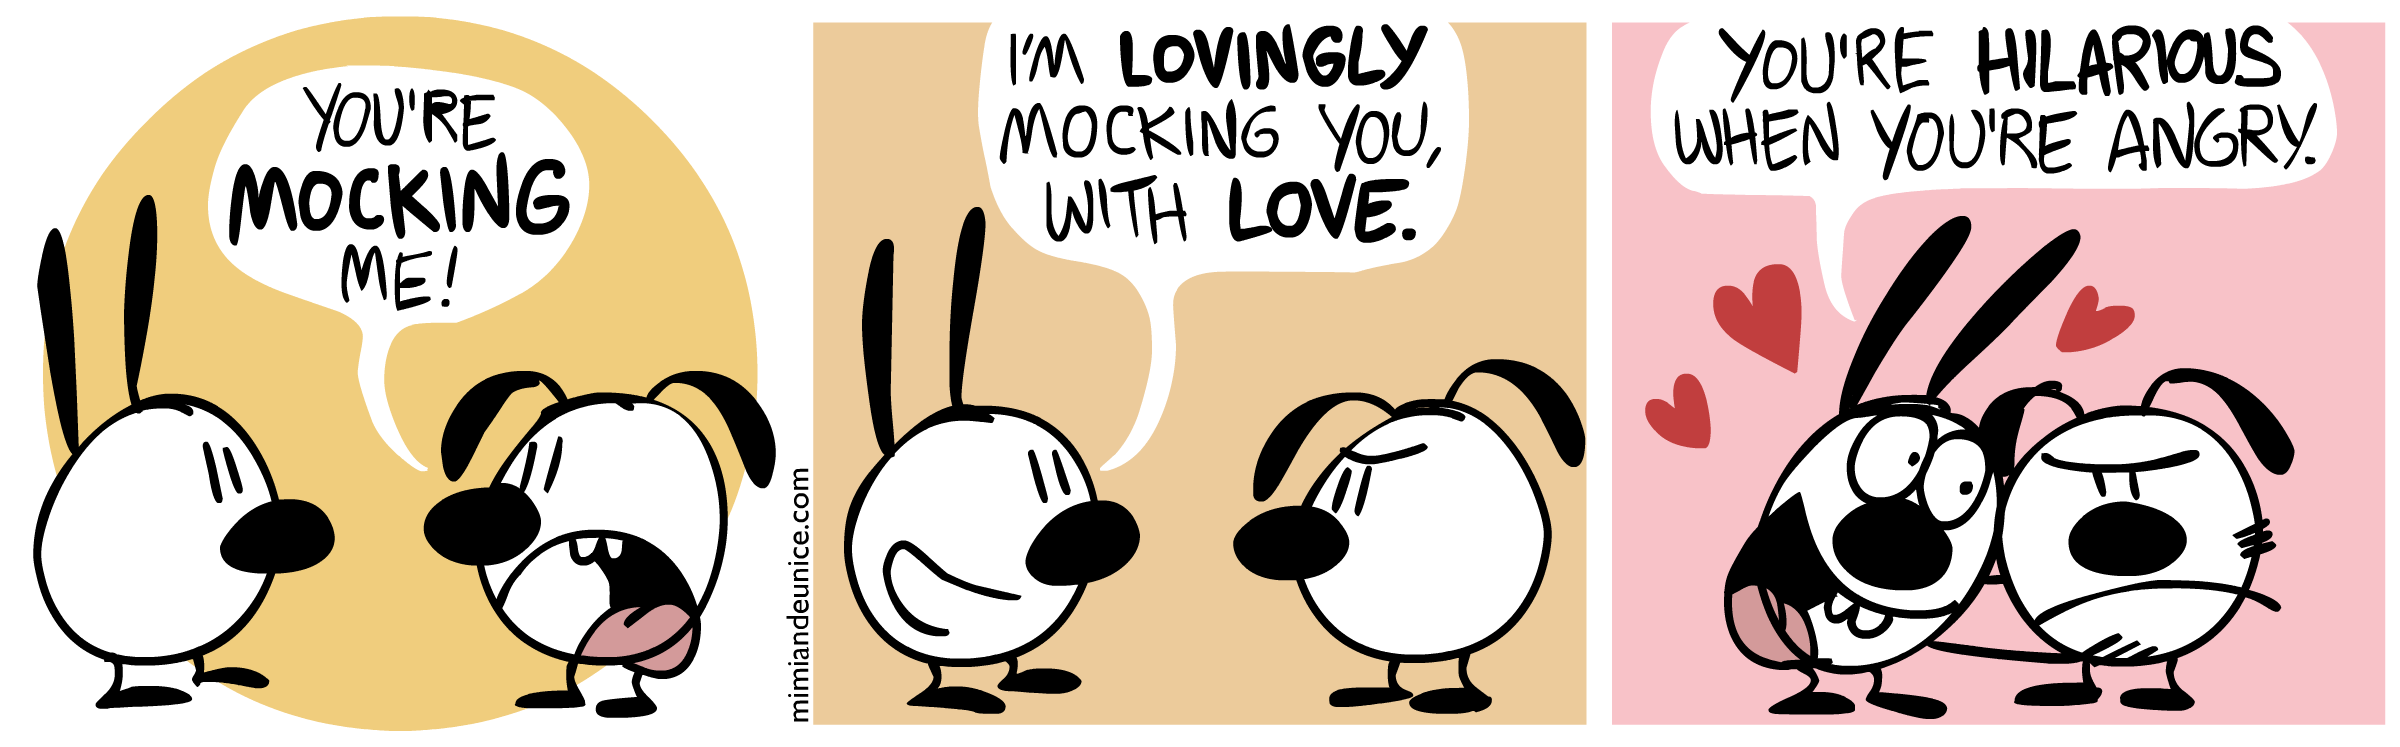 YOU'RE
MOCKING
ME!
I'M LOVINGLY
MOCKING YOU,
WITH LOVE.
YOU'RE HILARIOUS
WHEN YOU'RE ANGRY.
mimiandeunice.com